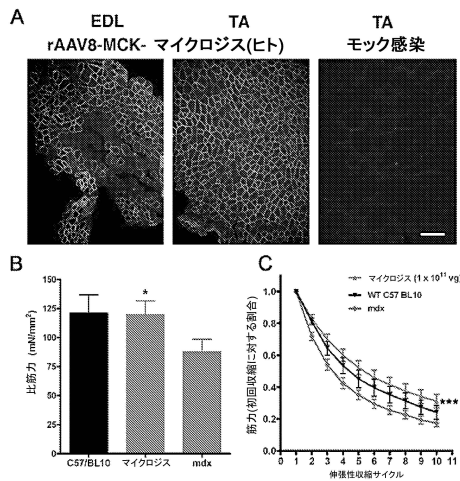 A
EDL TA TA
rAAV8-MCK- マイクロジス(ヒト) モック感染
B
比筋力 (mN/mm²)
150
125
100
75
50
25
0
C57/BL10 マイクロジス mdx
*
C
筋力(初回収縮に対する割合)
1.0
0.8
0.6
0.4
0.2
0.0
マイクロジス (1 x 10¹¹ vg)
WT C57 BL10
mdx
***
0 1 2 3 4 5 6 7 8 9 10 11
伸張性収縮サイクル